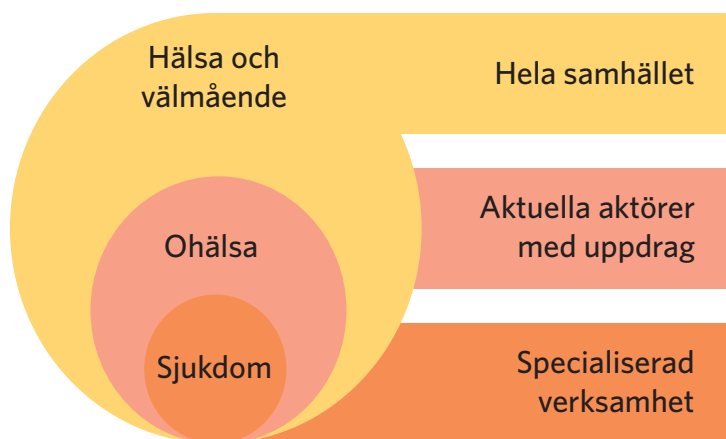 Hälsa och
välmående
Hela samhället
Ohälsa
Aktuella aktörer
med uppdrag
Sjukdom
Specialiserad
verksamhet